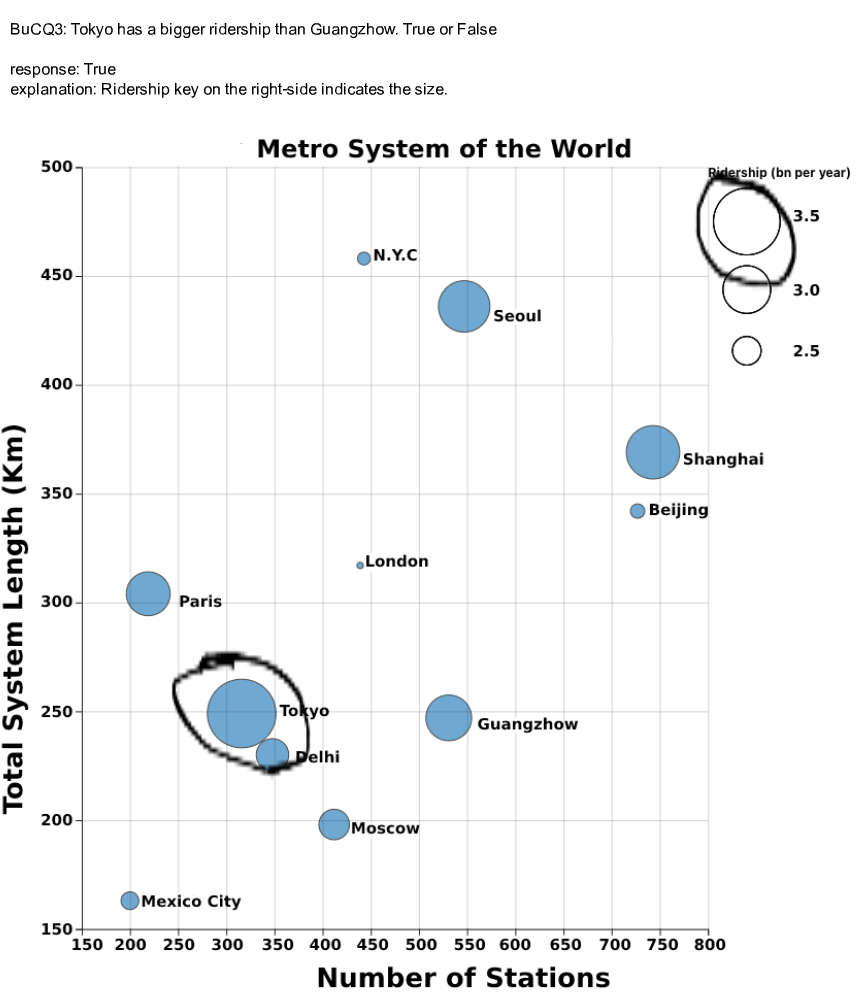 BuCQ3: Tokyo has a bigger ridership than Guangzhow. True or False
response: True
explanation: Ridership key on the right-side indicates the size.
Metro System of the World
Ridership (bn per year)
3.5
3.0
2.5
500
450
400
350
300
250
200
150
Total System Length (Km)
N.Y.C
Seoul
Shanghai
Beijing
London
Paris
Tokyo
Guangzhow
Delhi
Moscow
Mexico City
150 200 250 300 350 400 450 500 550 600 650 700 750 800
Number of Stations